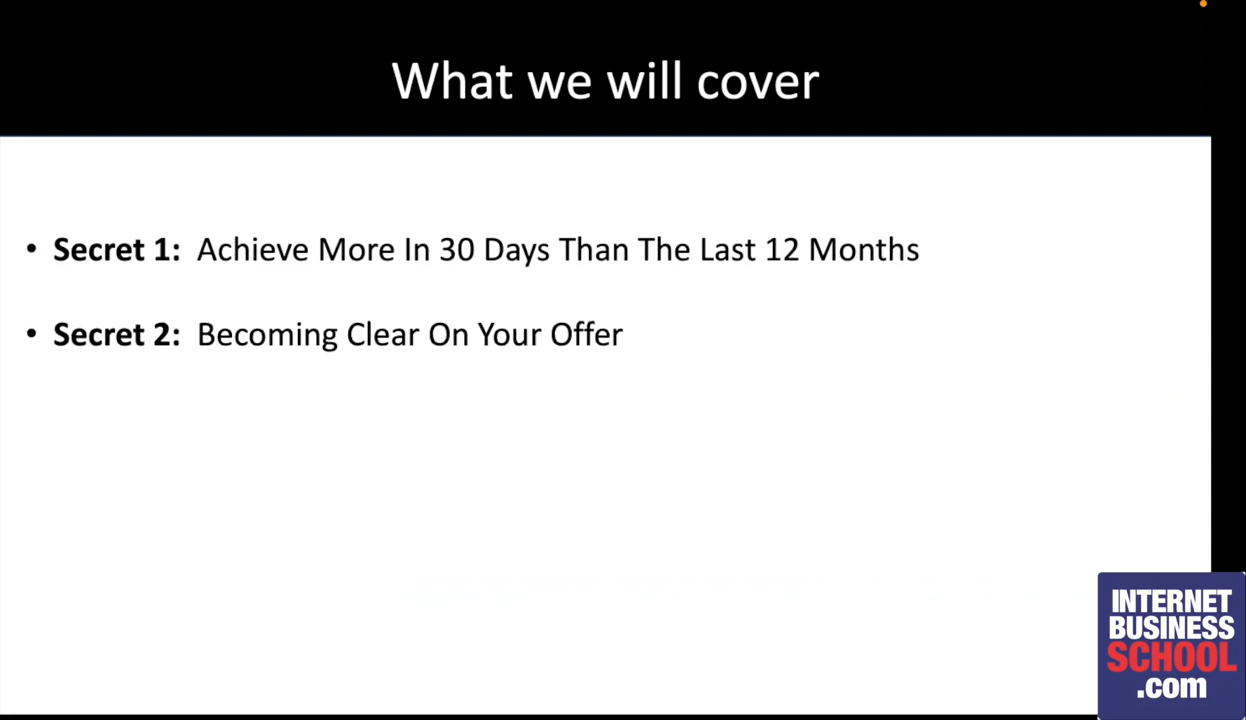 What we will cover
• Secret 1: Achieve More In 30 Days Than The Last 12 Months
• Secret 2: Becoming Clear On Your Offer
INTERNET
BUSINESS
SCHOOL
.com